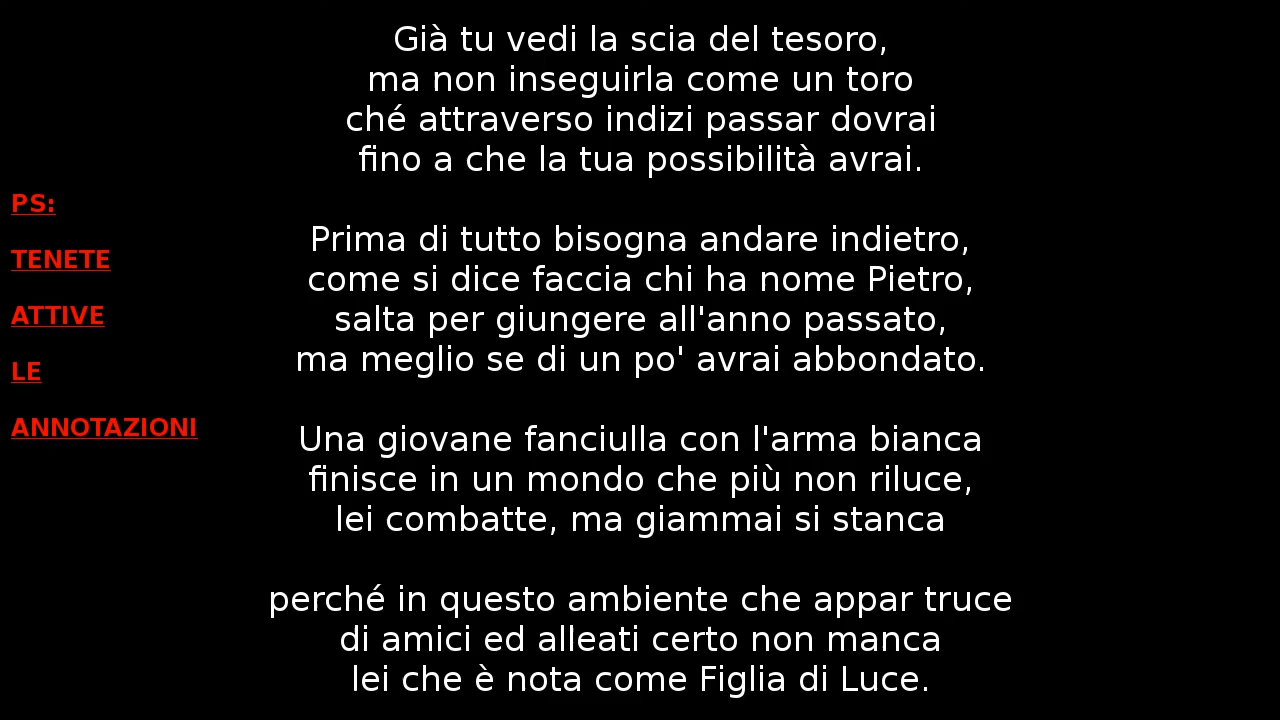 Già tu vedi la scia del tesoro,
ma non inseguirla come un toro
ché attraverso indizi passar dovrai
fino a che la tua possibilità avrai.
Prima di tutto bisogna andare indietro,
come si dice faccia chi ha nome Pietro,
salta per giungere all'anno passato,
ma meglio se di un po' avrai abbondato.
Una giovane fanciulla con l'arma bianca
finisce in un mondo che più non riluce,
lei combatte, ma giammai si stanca
perché in questo ambiente che appar truce
di amici ed alleati certo non manca
lei che è nota come Figlia di Luce.
PS:
TENETE
ATTIVE
LE
ANNOTAZIONI